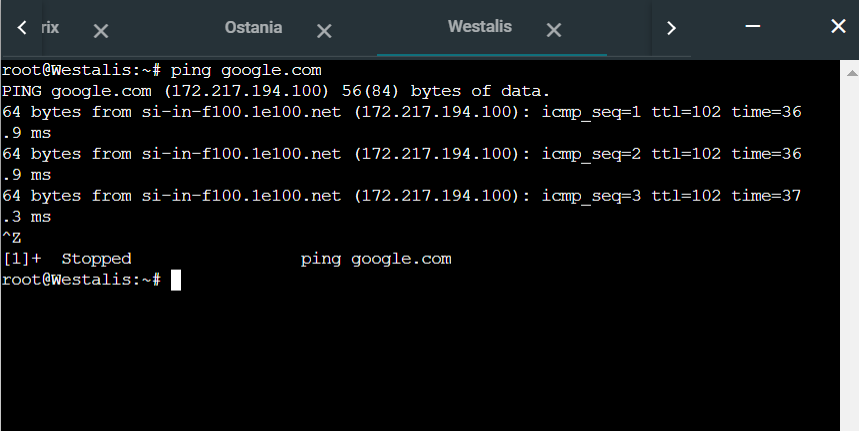 rix Ostania Westalis
root@Westalis:~# ping google.com
PING google.com (172.217.194.100) 56(84) bytes of data.
64 bytes from si-in-f100.1e100.net (172.217.194.100): icmp_seq=1 ttl=102 time=36
.9 ms
64 bytes from si-in-f100.1e100.net (172.217.194.100): icmp_seq=2 ttl=102 time=36
.9 ms
64 bytes from si-in-f100.1e100.net (172.217.194.100): icmp_seq=3 ttl=102 time=37
.3 ms
^Z
[1]+  Stopped                 ping google.com
root@Westalis:~#